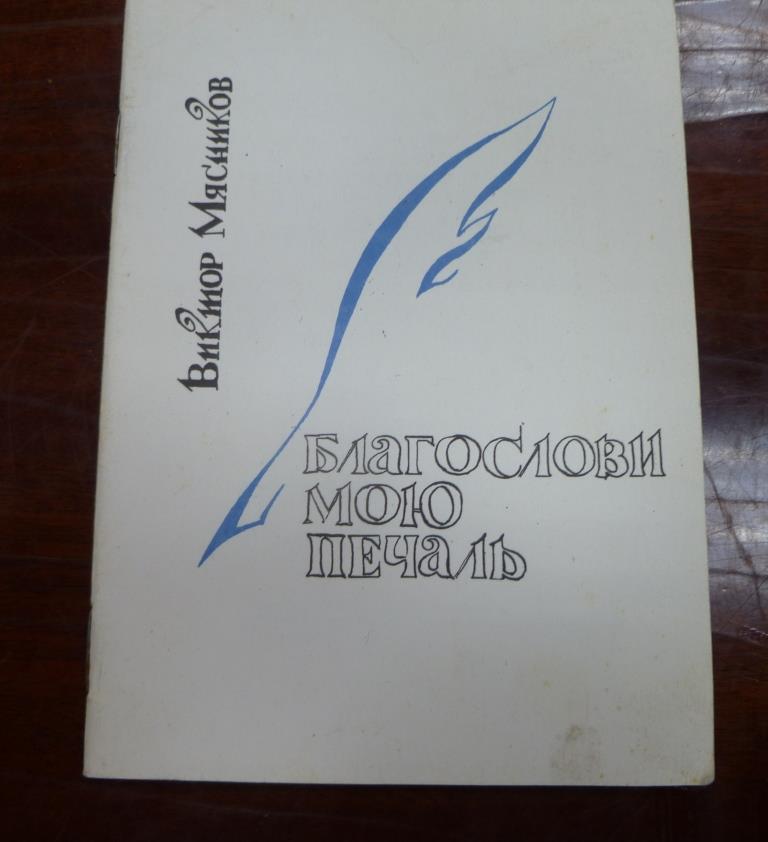 Виктор Мясников
Благослови
мою
печаль